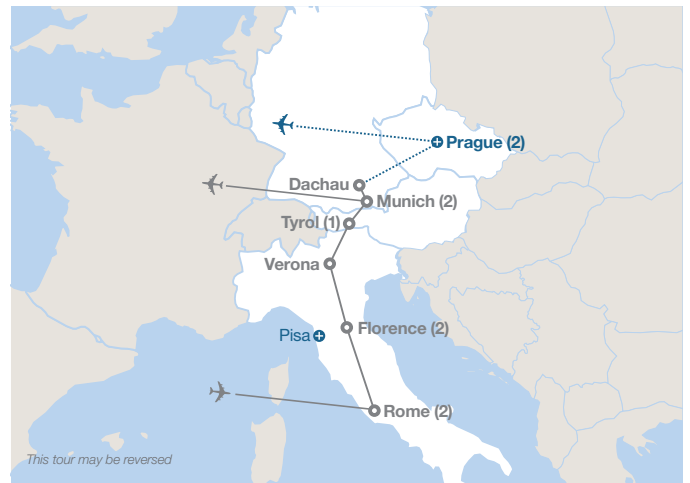 Prague (2)
Dachau
Munich (2)
Tyrol (1)
Verona
Florence (2)
Pisa
Rome (2)
This tour may be reversed